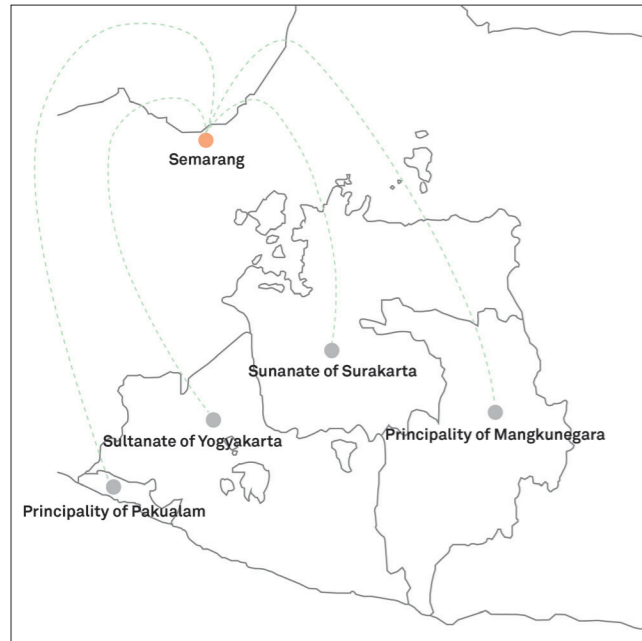 Semarang
Sunanate of Surakarta
Sultanate of Yogyakarta
Principality of Mangkunegara
Principality of Pakualam